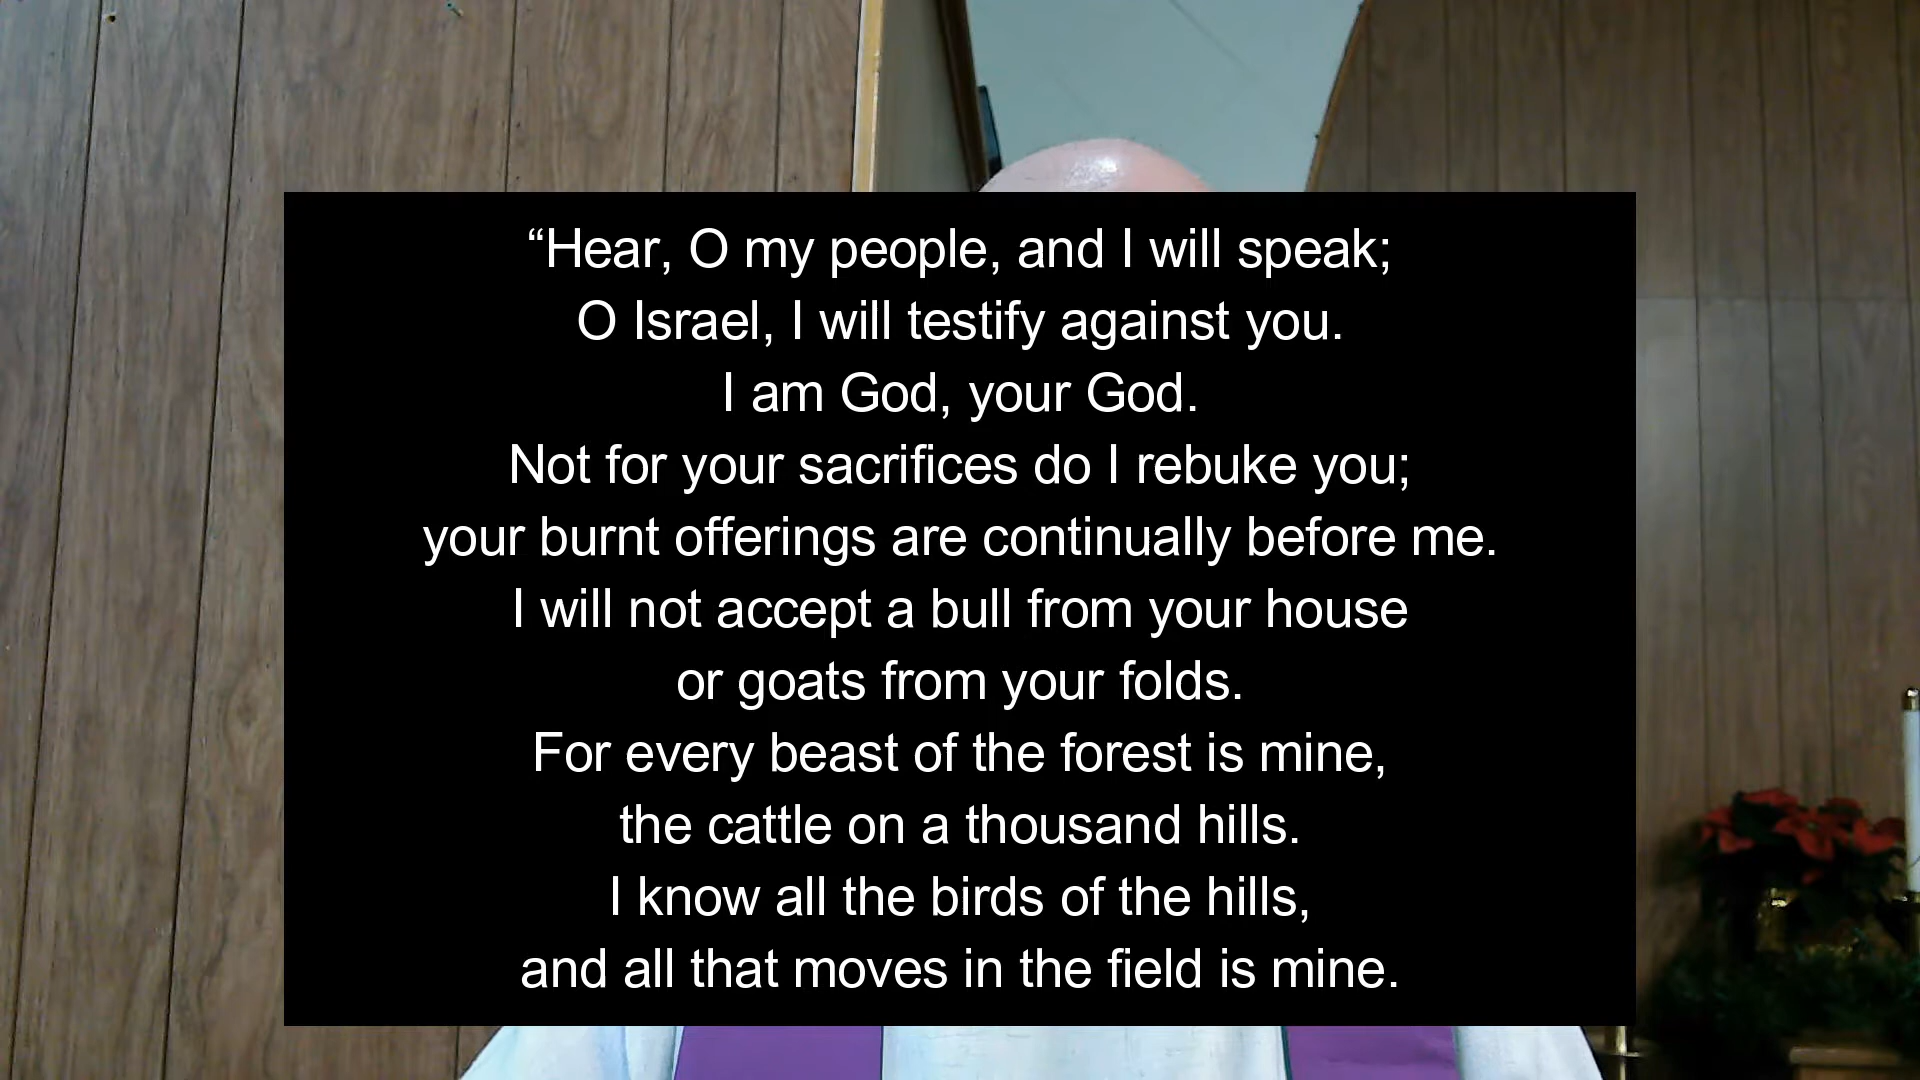 “Hear, O my people, and I will speak;
O Israel, I will testify against you.
I am God, your God.
Not for your sacrifices do I rebuke you;
your burnt offerings are continually before me.
I will not accept a bull from your house
or goats from your folds.
For every beast of the forest is mine,
the cattle on a thousand hills.
I know all the birds of the hills,
and all that moves in the field is mine.